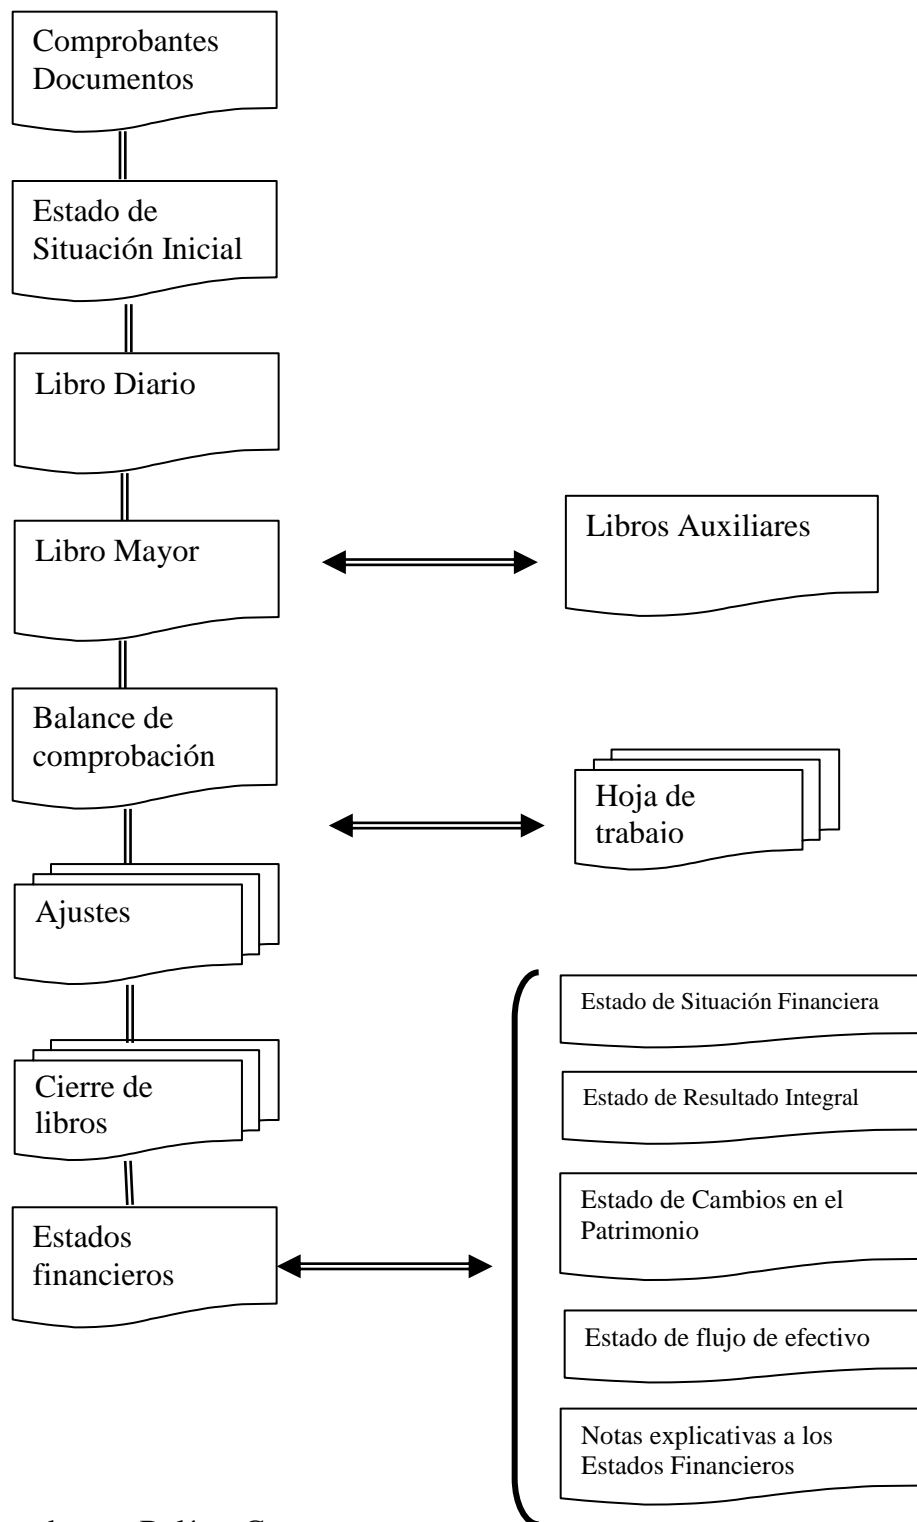 Comprobantes
Documentos
Estado de
Situación Inicial
Libro Diario
Libro Mayor
Libros Auxiliares
Balance de
comprobación
Hoja de
trabajo
Ajustes
Cierre de
libros
Estados
financieros
Estado de Situación Financiera
Estado de Resultado Integral
Estado de Cambios en el
Patrimonio
Estado de flujo de efectivo
Notas explicativas a los
Estados Financieros